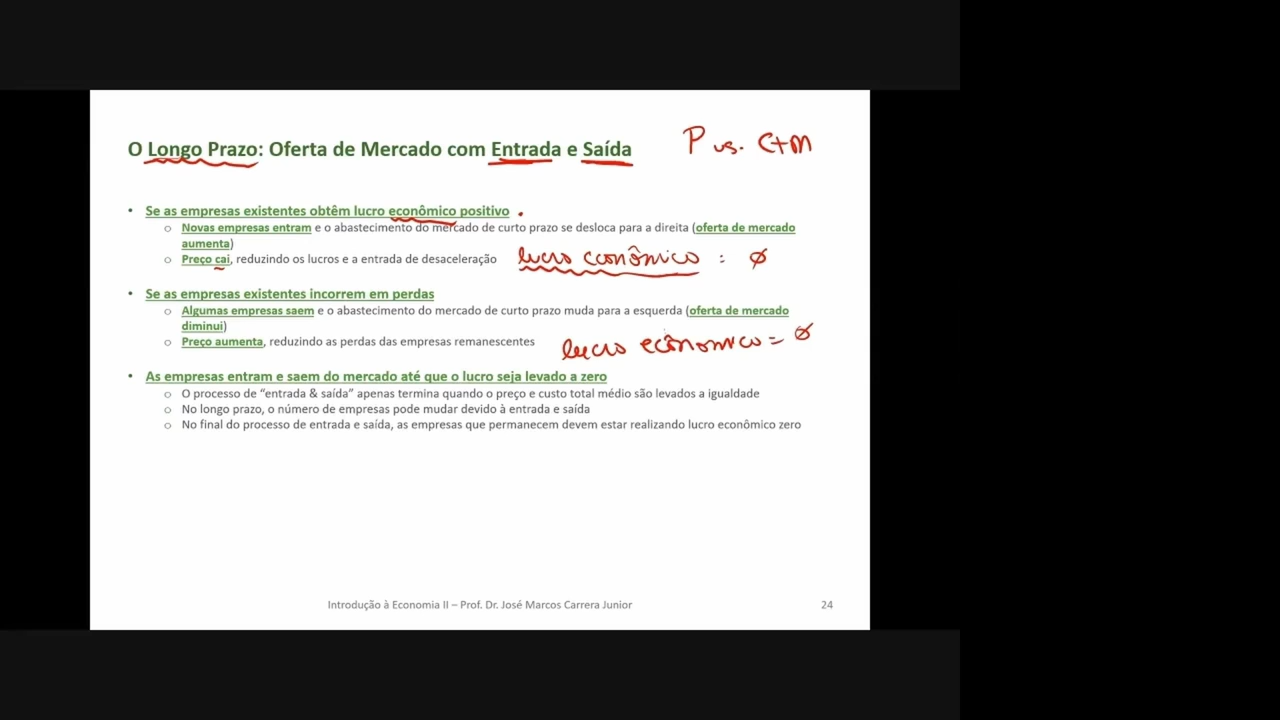 O Longo Prazo: Oferta de Mercado com Entrada e Saída
P vs. CTM
• Se as empresas existentes obtêm lucro econômico positivo
o Novas empresas entram e o abastecimento do mercado de curto prazo se desloca para a direita (oferta de mercado
aumenta)
o Preço cai, reduzindo os lucros e a entrada de desaceleração
lucro econômico : ø
• Se as empresas existentes incorrem em perdas
o Algumas empresas saem e o abastecimento do mercado de curto prazo muda para a esquerda (oferta de mercado
diminui)
o Preço aumenta, reduzindo as perdas das empresas remanescentes
lucro econômico = ø
• As empresas entram e saem do mercado até que o lucro seja levado a zero
o O processo de “entrada & saída” apenas termina quando o preço e custo total médio são levados a igualdade
o No longo prazo, o número de empresas pode mudar devido à entrada e saída
o No final do processo de entrada e saída, as empresas que permanecem devem estar realizando lucro econômico zero
Introdução à Economia II – Prof. Dr. José Marcos Carrera Junior
24